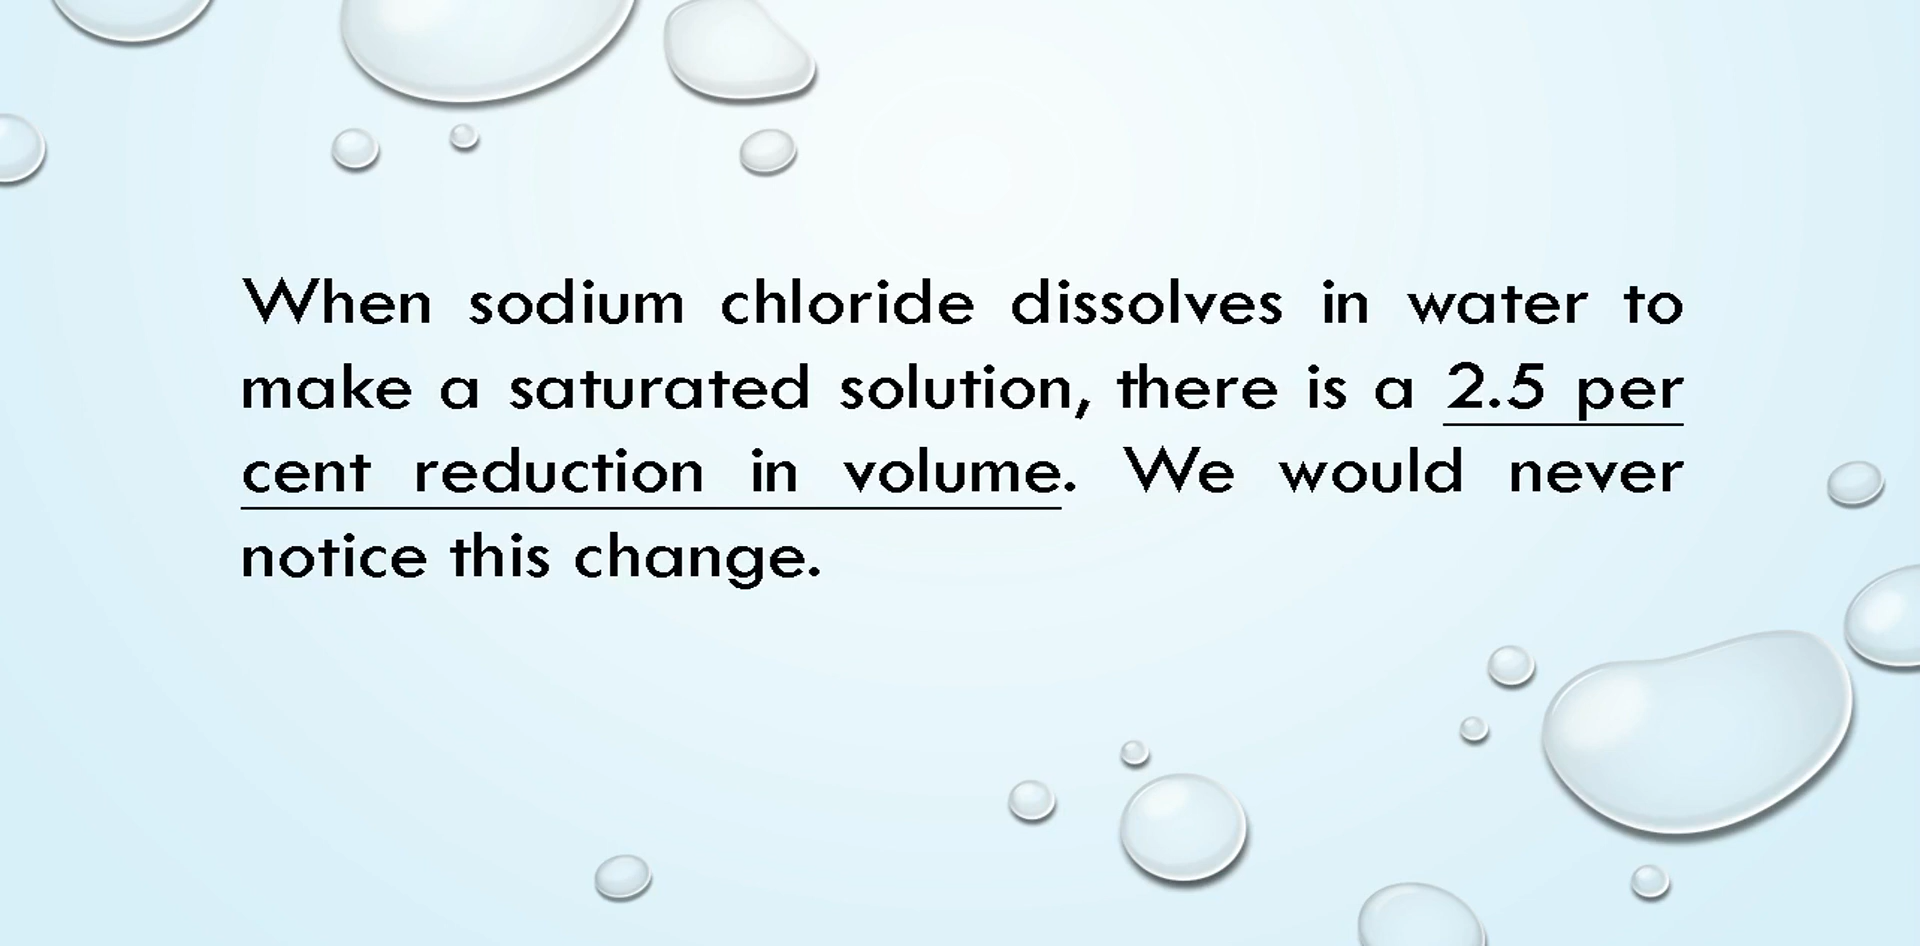 When sodium chloride dissolves in water to
make a saturated solution, there is a 2.5 per
cent reduction in volume. We would never
notice this change.